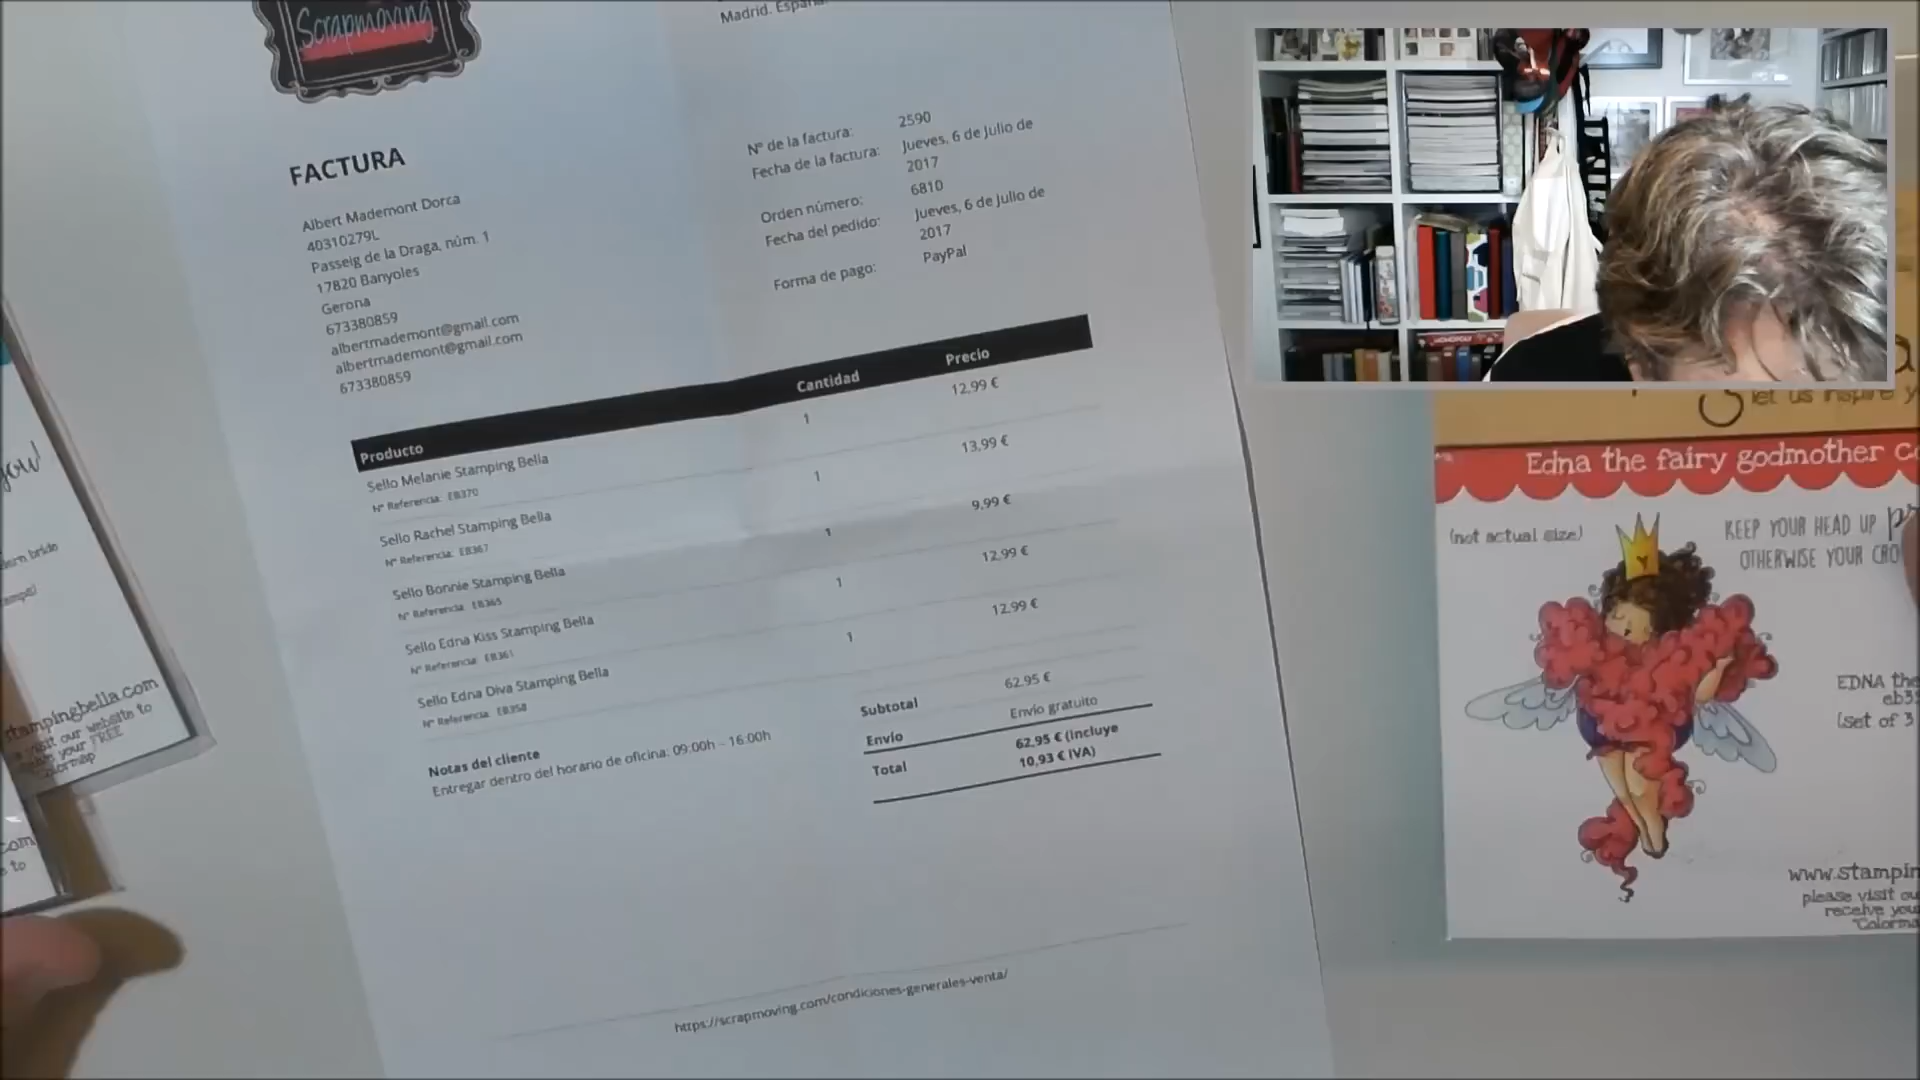 Scrapmoving
Madrid. España
FACTURA
Albert Mademont Dorca
40310279L
Passeig de la Draga, núm. 1
17820 Banyoles
Gerona
673380859
albertmademont@gmail.com
albertmademont@gmail.com
673380859
Nº de la factura: 2590
Fecha de la factura: Jueves, 6 de Julio de
2017
Orden número: 6810
Fecha del pedido: Jueves, 6 de Julio de
2017
Forma de pago: PayPal
Producto Cantidad Precio
Sello Melanie Stamping Bella 1 12,99 €
Nº Referencia: EB370
Sello Rachel Stamping Bella 1 13,99 €
Nº Referencia: EB367
Sello Bonnie Stamping Bella 1 9,99 €
Nº Referencia: EB365
Sello Edna Kiss Stamping Bella 1 12,99 €
Nº Referencia: EB361
Sello Edna Diva Stamping Bella 1 12,99 €
Nº Referencia: EB358
Subtotal 62,95 €
Envío Envío gratuito
Total 62,95 € (Incluye
10,93 € IVA)
Notas del cliente
Entregar dentro del horario de oficina: 09:00h - 16:00h
https://scrapmoving.com/condiciones-generales-venta/
you!
stampingbella.com
visit our website to
your FREE
Colormap
com
to
MONOPOLY
let us inspire y
Edna the fairy godmother
(not actual size)
KEEP YOUR HEAD UP
OTHERWISE YOUR CRO
EDNA the
(set of 3
www.stampin
please visit ou
receive you
"Colorma